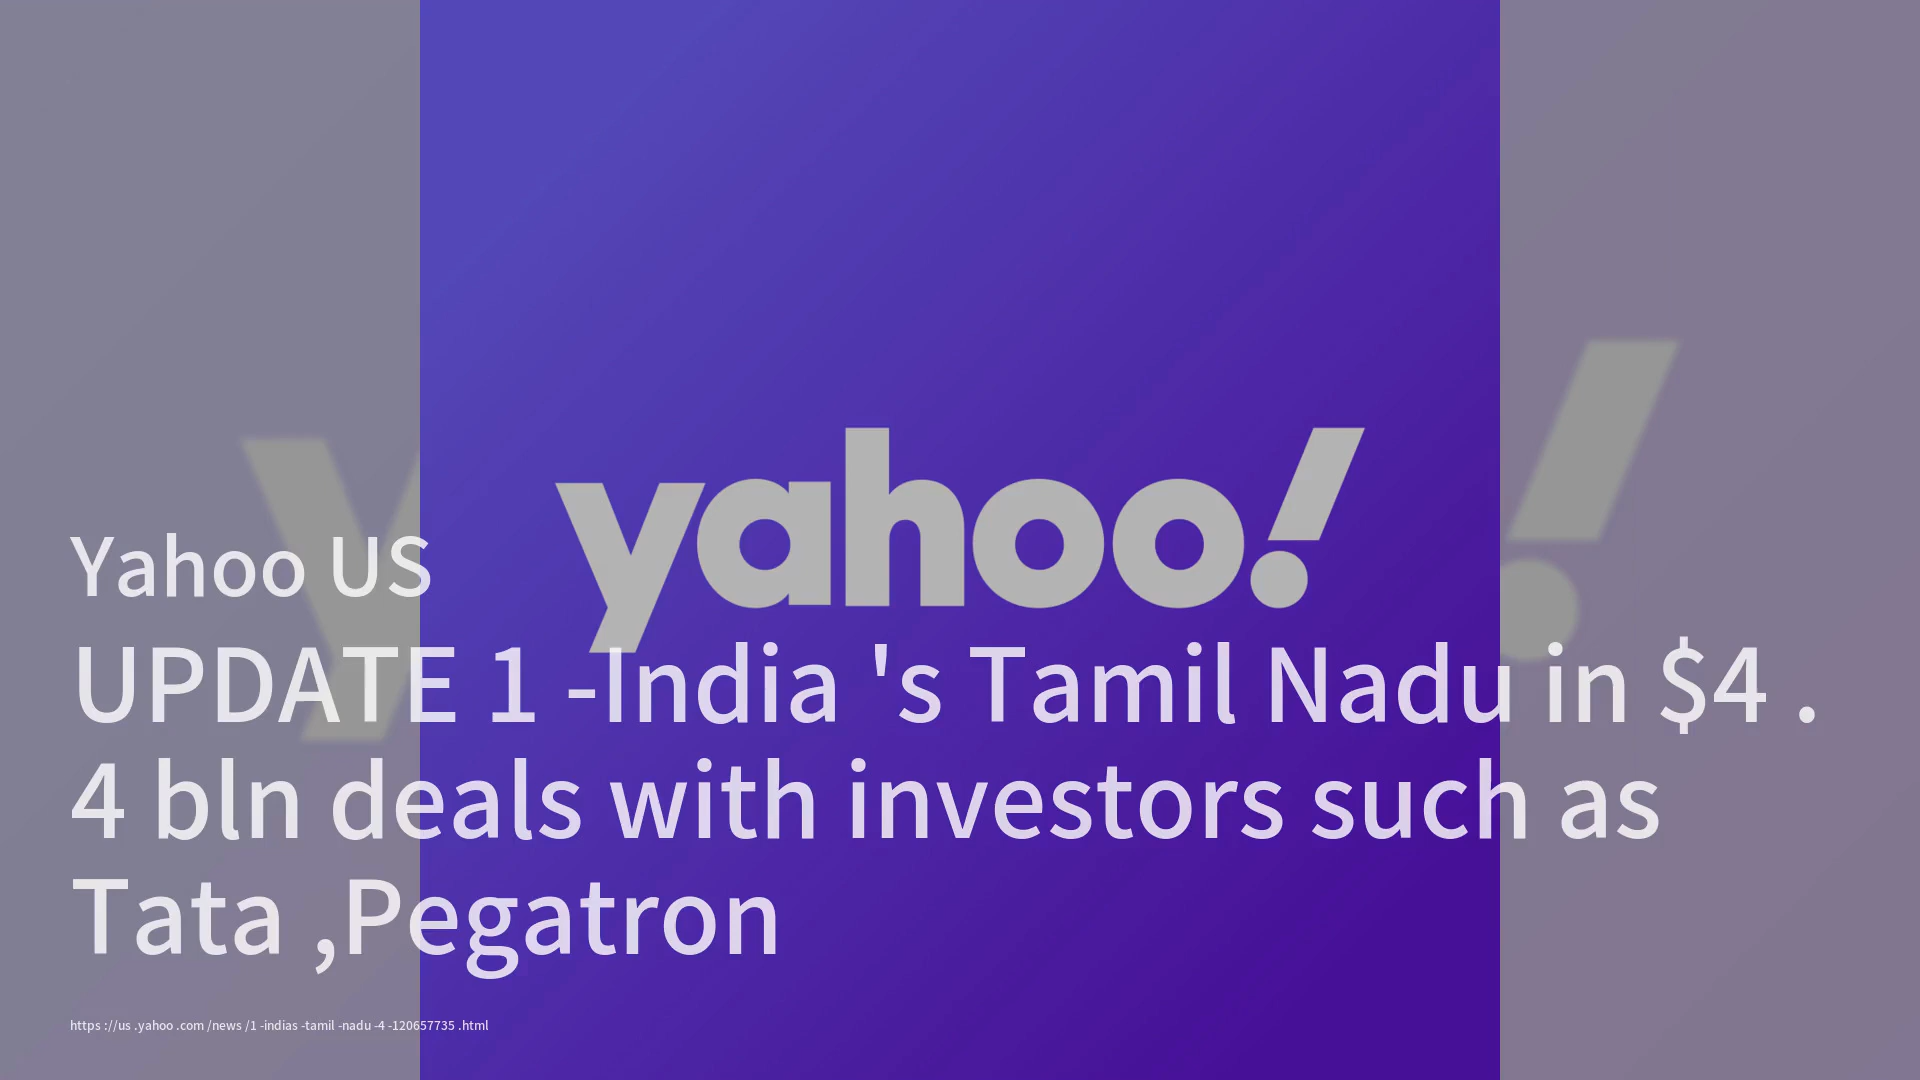 yahoo!
Yahoo US
UPDATE 1 -India 's Tamil Nadu in $4 .
4 bln deals with investors such as
Tata ,Pegatron
https ://us .yahoo .com /news /1 -indias -tamil -nadu -4 -120657735 .html